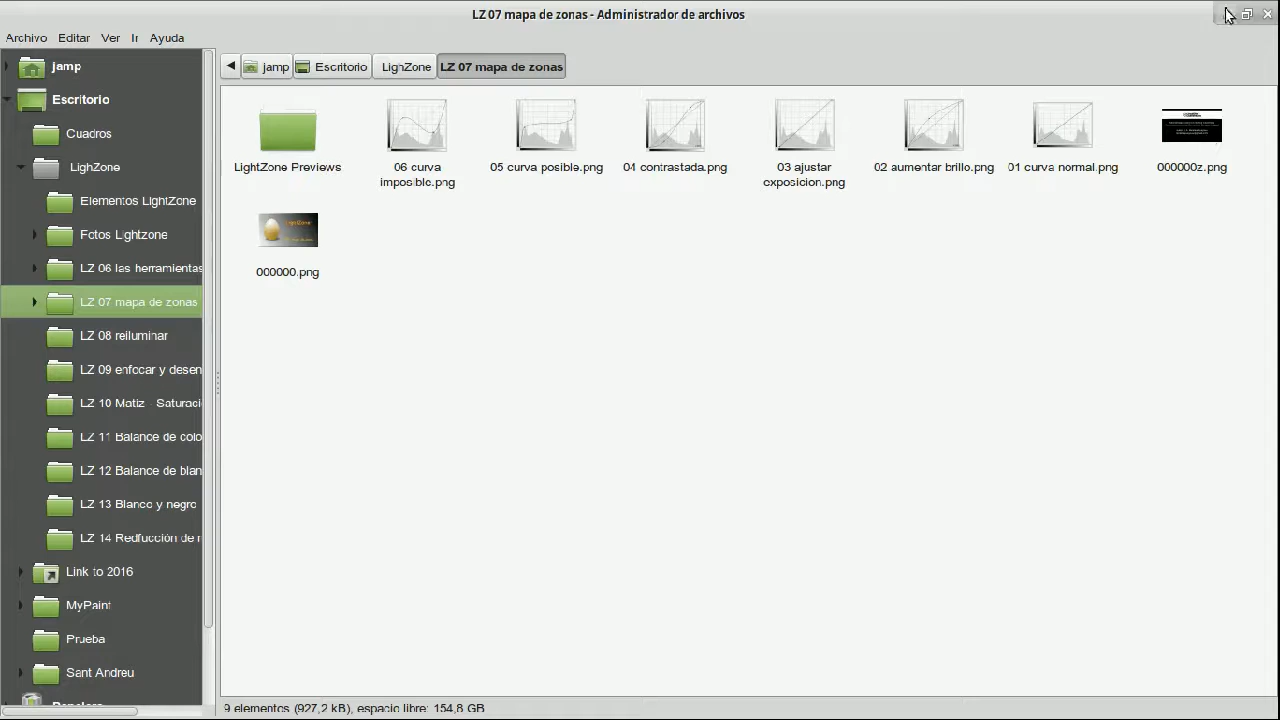 LZ 07 mapa de zonas - Administrador de archivos
Archivo Editar Ver Ir Ayuda
jamp Escritorio LighZone LZ 07 mapa de zonas
jamp
Escritorio
Cuadros
LighZone
Elementos LightZone
Fotos Lightzone
LZ 06 las herramientas
LZ 07 mapa de zonas
LZ 08 reiluminar
LZ 09 enfocar y desen
LZ 10 Matiz - Saturaci
LZ 11 Balance de colo
LZ 12 Balance de blan
LZ 13 Blanco y negro
LZ 14 Redfucción de r
Link to 2016
MyPaint
Prueba
Sant Andreu
LightZone Previews
06 curva
imposible.png
05 curva posible.png
04 contrastada.png
03 ajustar
exposicion.png
02 aumentar brillo.png
01 curva normal.png
000000z.png
000000.png
9 elementos (927,2 kB), espacio libre: 154,8 GB